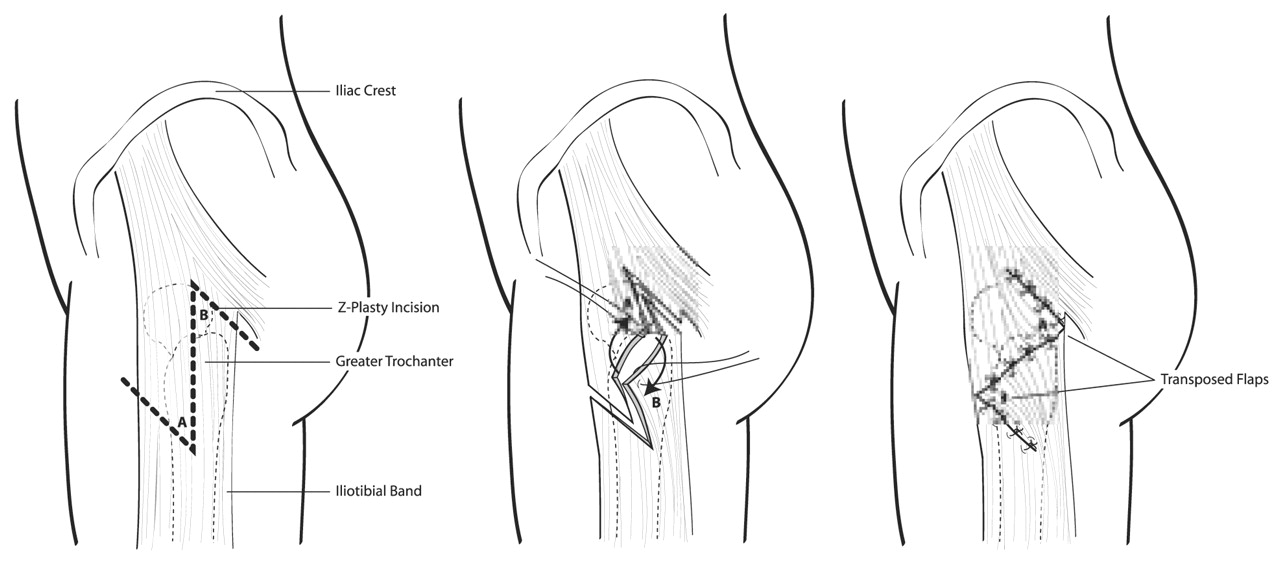 Iliac Crest
Z-Plasty Incision
B
Greater Trochanter
A
Iliotibial Band
B
A
Transposed Flaps